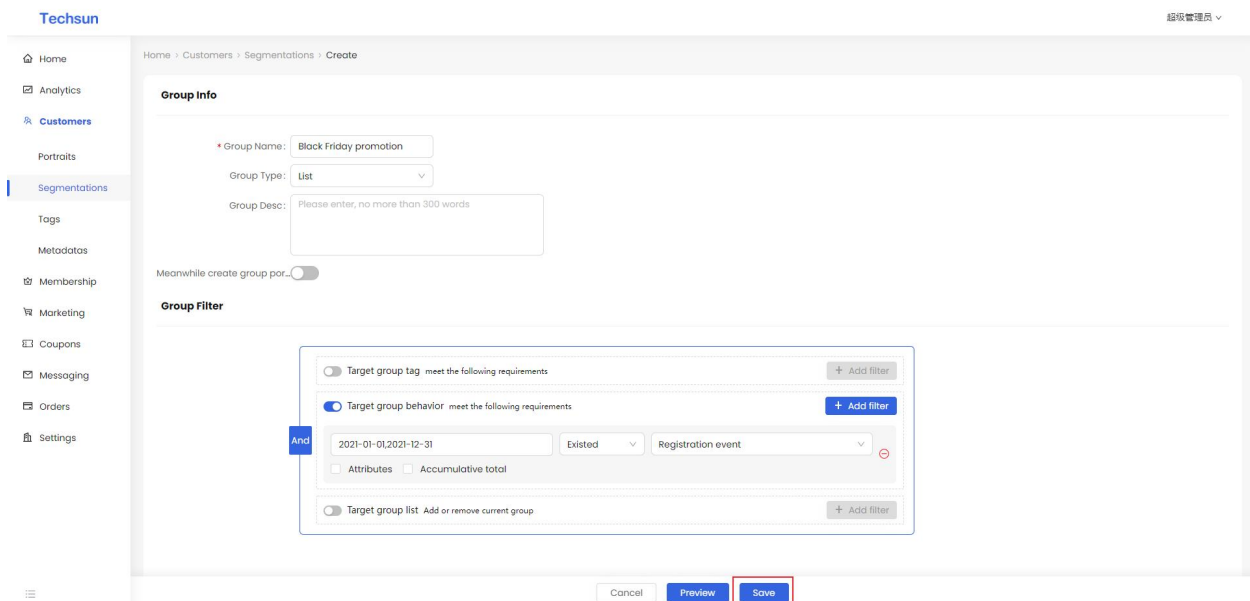 Techsun
超级管理员
Home
Analytics
Customers
Portraits
Segmentations
Tags
Metadatas
Membership
Marketing
Coupons
Messaging
Orders
Settings
Home > Customers > Segmentations > Create
Group Info
* Group Name: Black Friday promotion
Group Type: List
Group Desc: Please enter, no more than 300 words
Meanwhile create group por...
Group Filter
And
Target group tag meet the following requirements + Add filter
Target group behavior meet the following requirements + Add filter
2021-01-01,2021-12-31 Existed Registration event
Attributes Accumulative total
Target group list Add or remove current group + Add filter
Cancel Preview Save